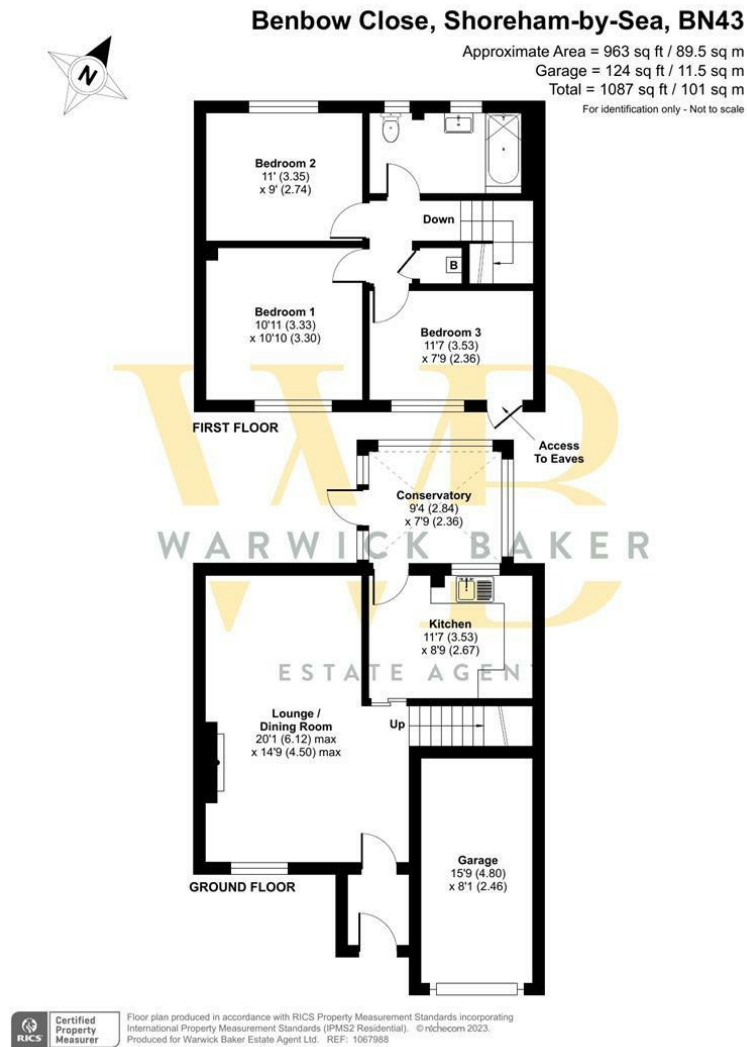 Benbow Close, Shoreham-by-Sea, BN43
Approximate Area = 963 sq ft / 89.5 sq m
Garage = 124 sq ft / 11.5 sq m
Total = 1087 sq ft / 101 sq m
For identification only - Not to scale
N
Bedroom 2
11' (3.35)
x 9' (2.74)
Down
B
Bedroom 1
10'11 (3.33)
x 10'10 (3.30)
Bedroom 3
11'7 (3.53)
x 7'9 (2.36)
FIRST FLOOR
Access
To Eaves
Conservatory
9'4 (2.84)
x 7'9 (2.36)
WB
WARWICK BAKER
Kitchen
11'7 (3.53)
x 8'9 (2.67)
ESTATE AGENT
Lounge /
Dining Room
20'1 (6.12) max
x 14'9 (4.50) max
Up
Garage
15'9 (4.80)
x 8'1 (2.46)
GROUND FLOOR
RICS
Certified
Property
Measurer
Floor plan produced in accordance with RICS Property Measurement Standards incorporating
International Property Measurement Standards (IPMS2 Residential). © nichecom 2023.
Produced for Warwick Baker Estate Agent Ltd. REF: 1067988